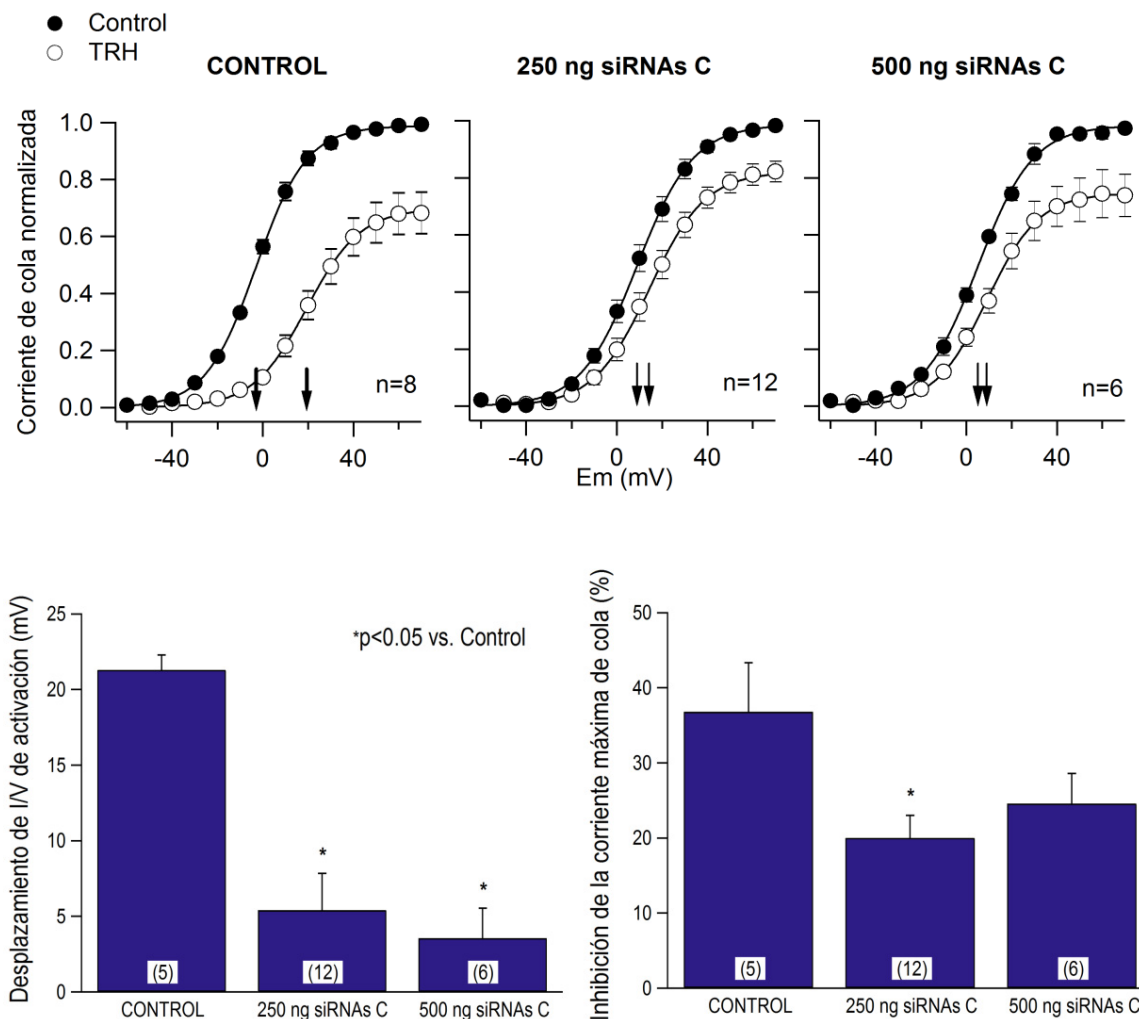 Control
TRH
CONTROL
250 ng siRNAs C
500 ng siRNAs C
Corriente de cola normalizada
1.0
0.8
0.6
0.4
0.2
0.0
n=8
n=12
n=6
-40 0 40
-40 0 40
-40 0 40
Em (mV)
Desplazamiento de I/V de activación (mV)
25
20
15
10
5
0
*p<0.05 vs. Control
*
*
(5)
(12)
(6)
CONTROL
250 ng siRNAs C
500 ng siRNAs C
Inhibición de la corriente máxima de cola (%)
50
40
30
20
10
0
*
(5)
(12)
(6)
CONTROL
250 ng siRNAs C
500 ng siRNAs C